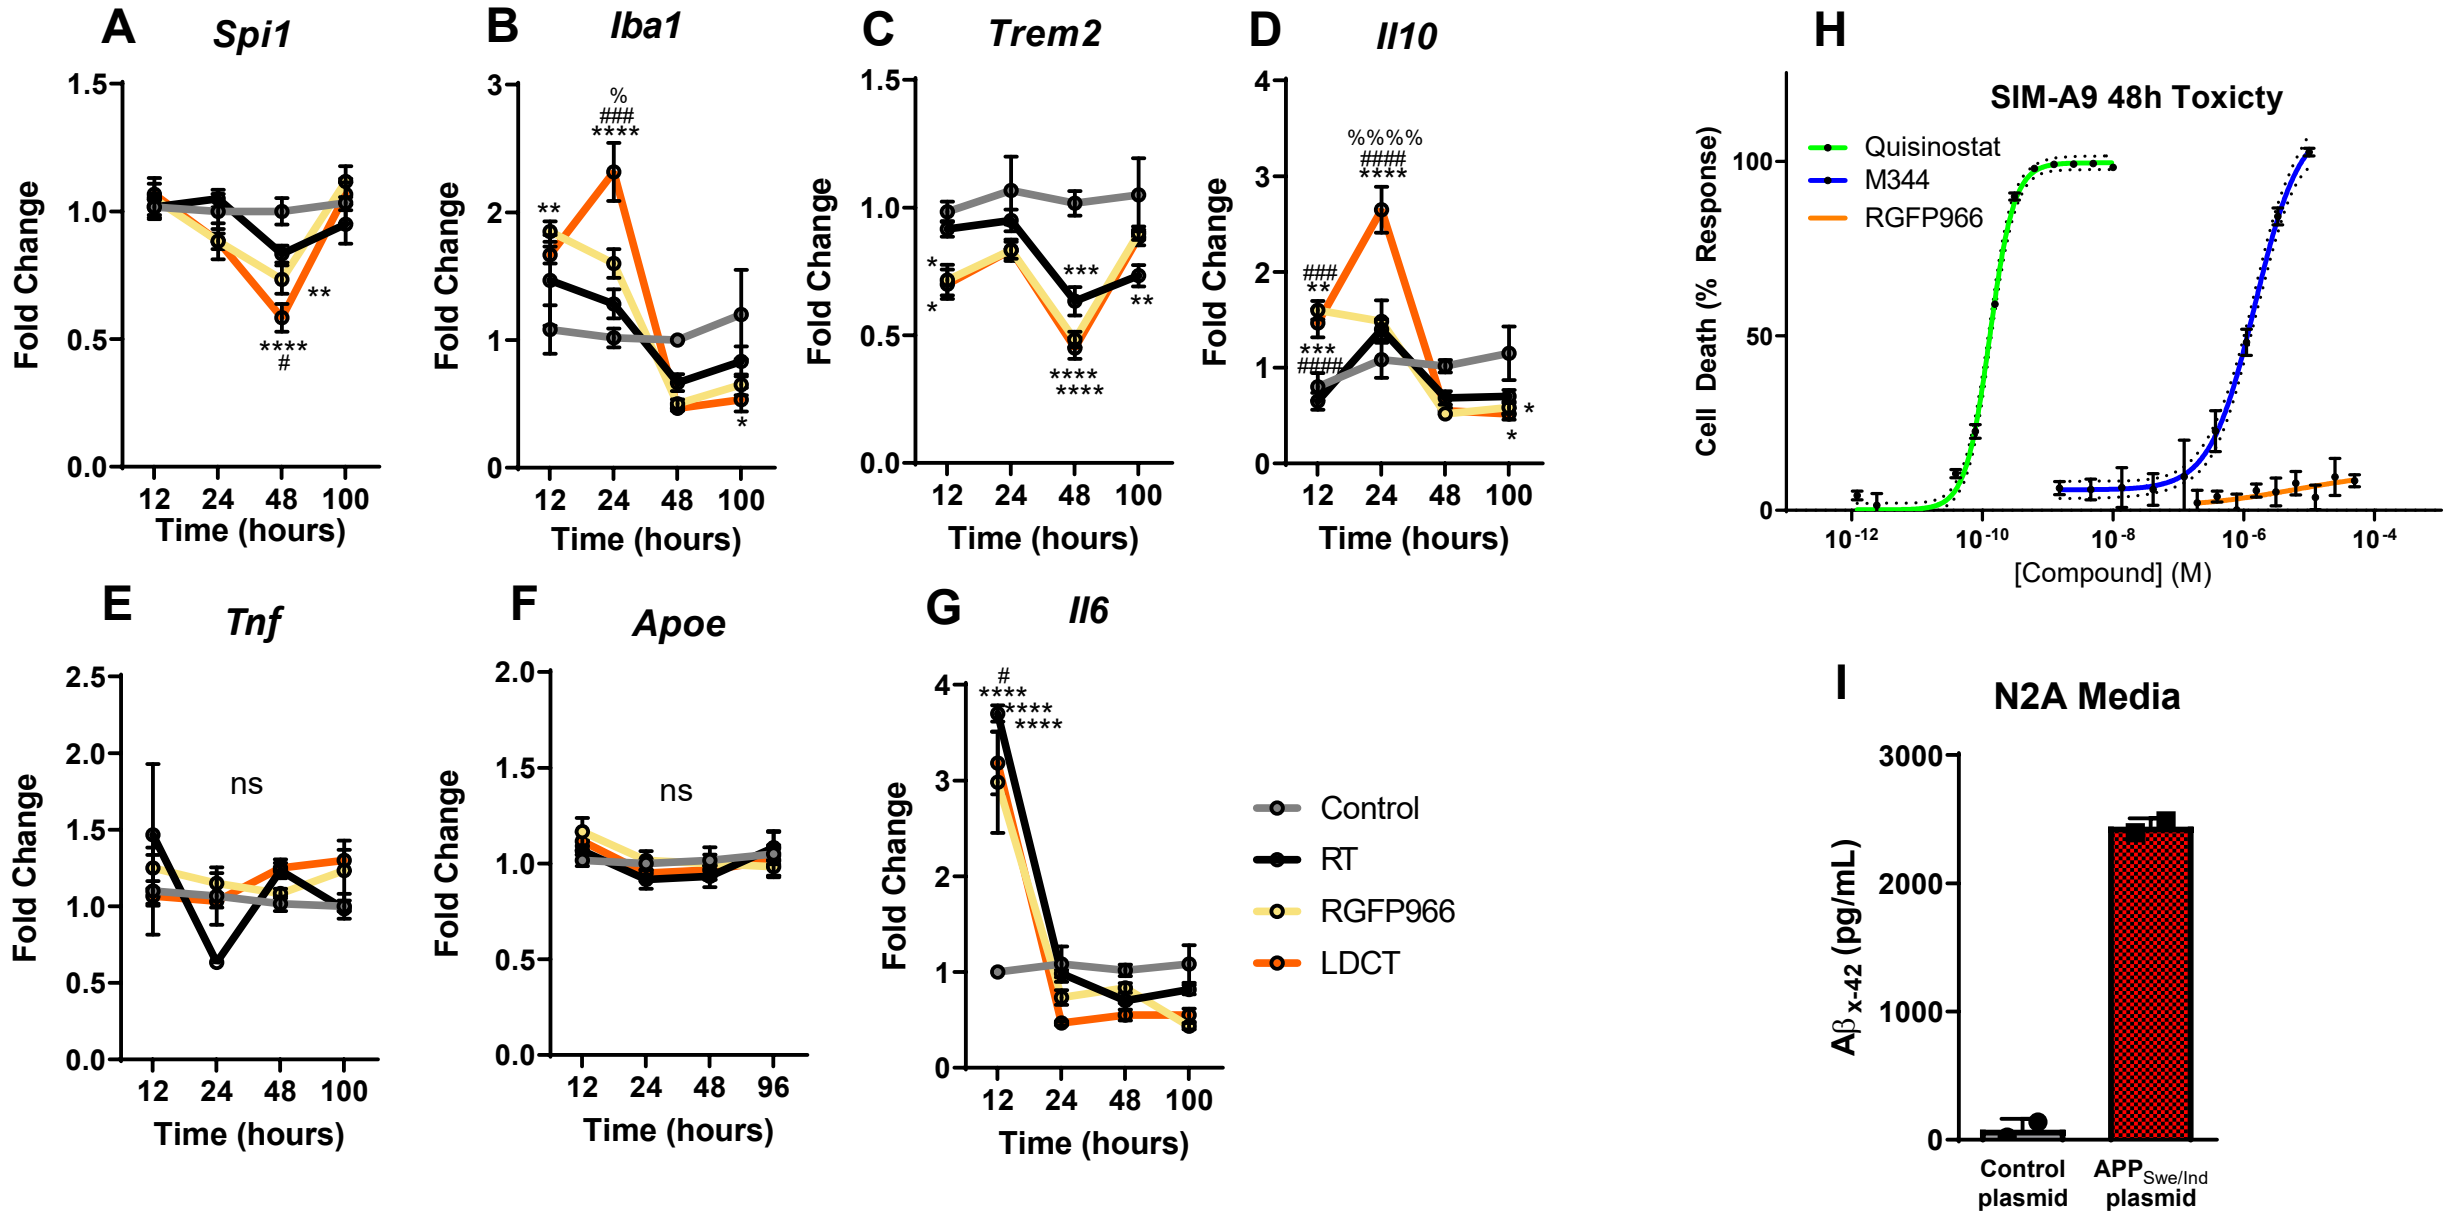 A
Spi1
Fold Change
1.5
1.0
0.5
0.0
**
****
#
12 24 48 100
Time (hours)
B
Iba1
Fold Change
3
2
1
0
**
%
###
****
*
12 24 48 100
Time (hours)
C
Trem2
Fold Change
1.5
1.0
0.5
0.0
*
*
***
****
****
**
12 24 48 100
Time (hours)
D
Il10
Fold Change
4
3
2
1
0
%%%%
####
****
###
**
***
####
*
*
12 24 48 100
Time (hours)
H
SIM-A9 48h Toxicty
Quisinostat
M344
RGFP966
Cell Death (% Response)
100
50
0
10-12 10-10 10-8 10-6 10-4
[Compound] (M)
E
Tnf
Fold Change
2.5
2.0
1.5
1.0
0.5
0.0
ns
12 24 48 100
Time (hours)
F
Apoe
Fold Change
2.0
1.5
1.0
0.5
0.0
ns
12 24 48 96
Time (hours)
G
Il6
Fold Change
4
3
2
1
0
#
****
****
****
12 24 48 100
Time (hours)
Control
RT
RGFP966
LDCT
I
N2A Media
Aβx-42 (pg/mL)
3000
2000
1000
0
Control
plasmid
APPSwe/Ind
plasmid